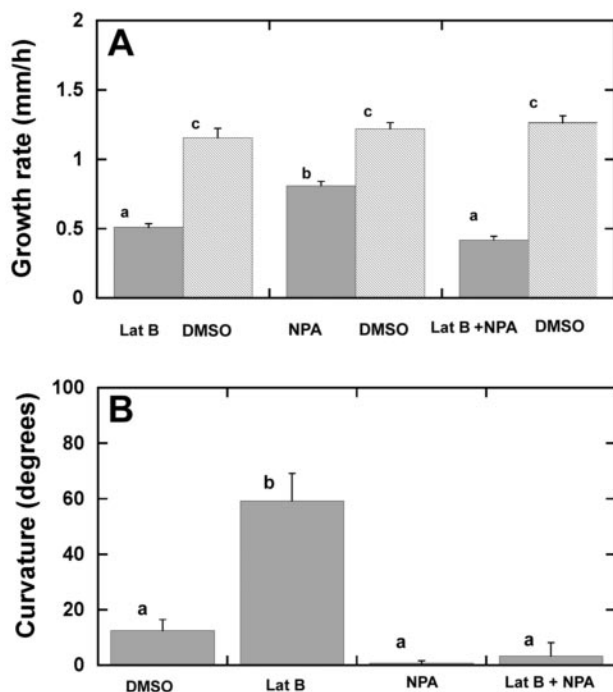 A
Growth rate (mm/h)
2
1.5
1
0.5
0
a
c
b
c
a
c
Lat B DMSO NPA DMSO Lat B +NPA DMSO
B
Curvature (degrees)
100
80
60
40
20
0
a
b
a
a
DMSO Lat B NPA Lat B + NPA